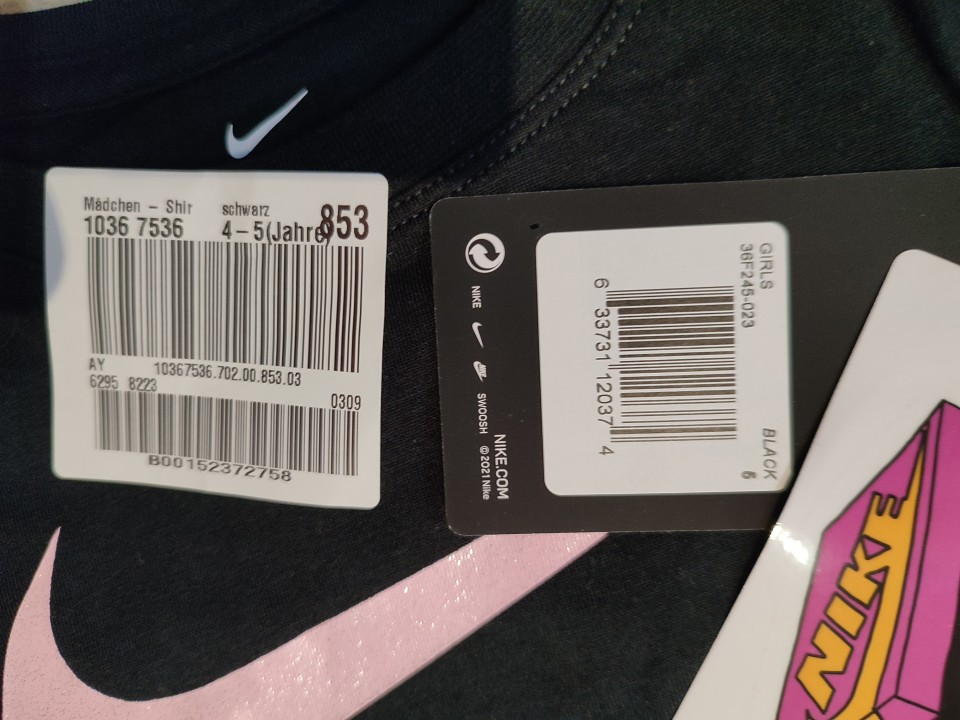 Mädchen – Shir schwarz
1036 7536 4–5(Jahre) 853
AY 10367536.702.00.853.03
6295 8223 0309
B00152372758
NIKE
SWOOSH
NIKE.COM
© 2021 Nike
GIRLS
36F245-023
6 33731 12037 4
BLACK
6
NIKE